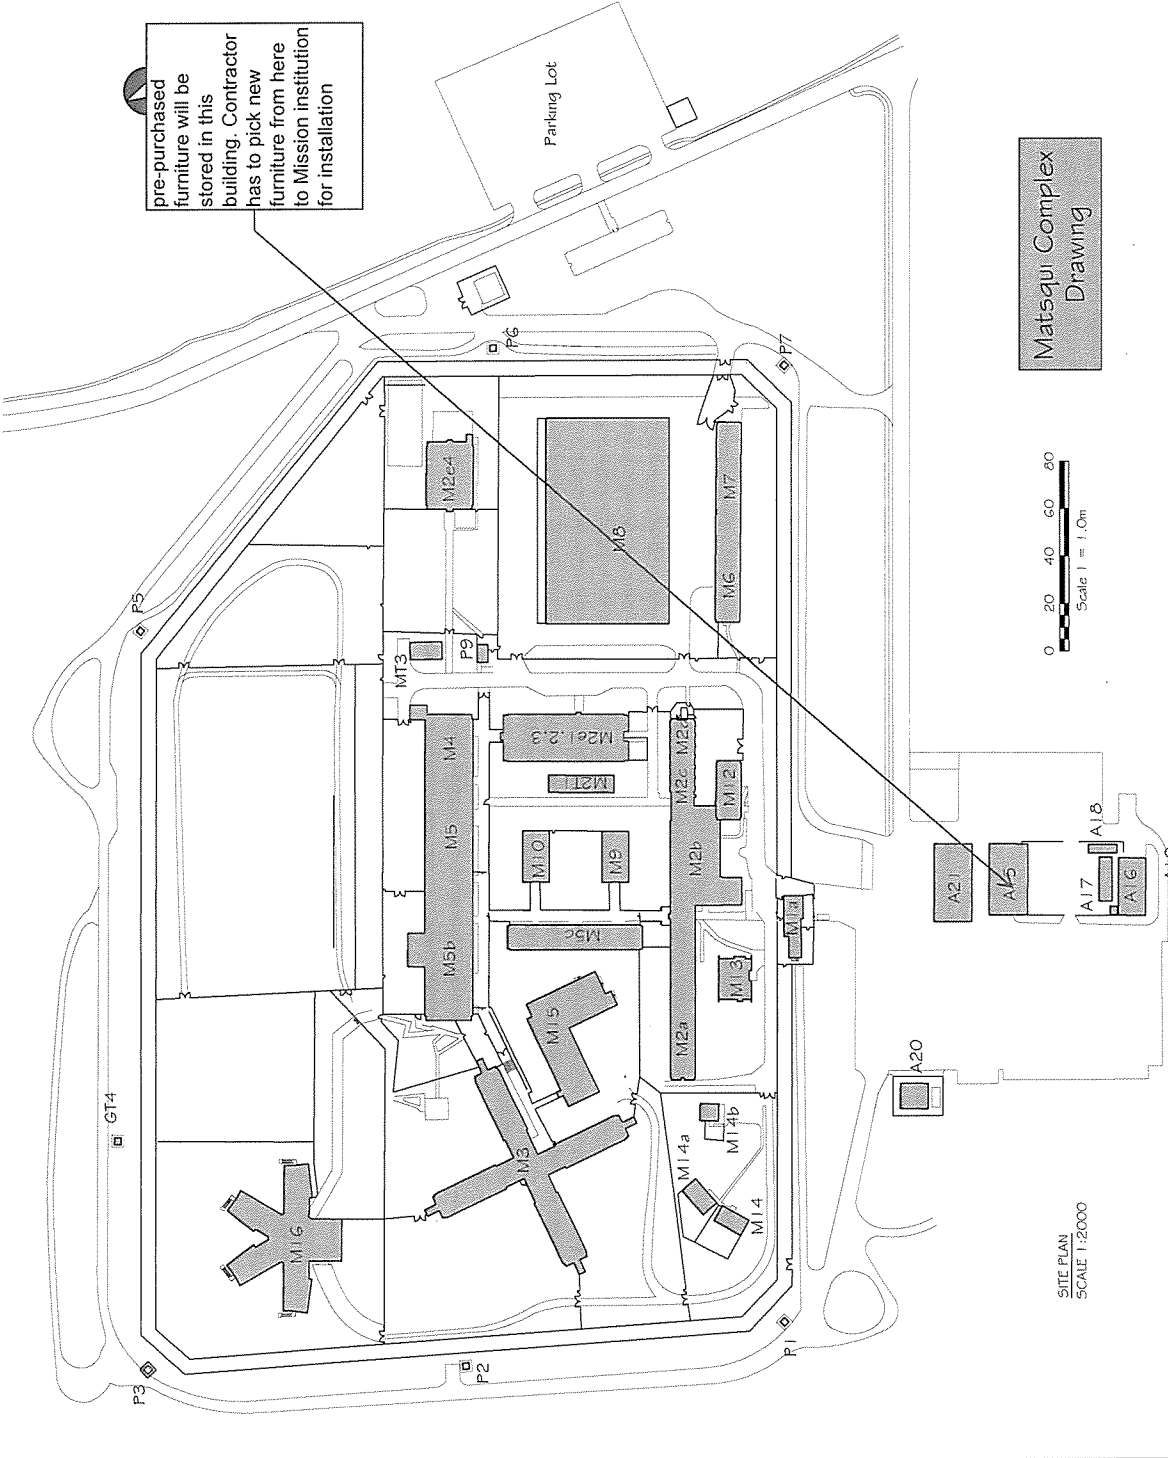 pre-purchased
furniture will be
stored in this
building. Contractor
has to pick new
furniture from here
to Mission institution
for installation
Parking Lot
Matsqui Complex
Drawing
P6
P7
M2e4
M8
M7
M6
0 20 40 60 80
Scale 1 = 1.0m
P5
MT3
P9
M4
M2e1,2,3
M2c
M12
M2T1
M5
M10
M9
M2b
A18
A21
A17
A16
M1a
M5b
M5c
M13
M15
M2a
A20
GT4
M3
M14a
M14b
M14
M16
SITE PLAN
SCALE 1:2000
P3
P2
P1